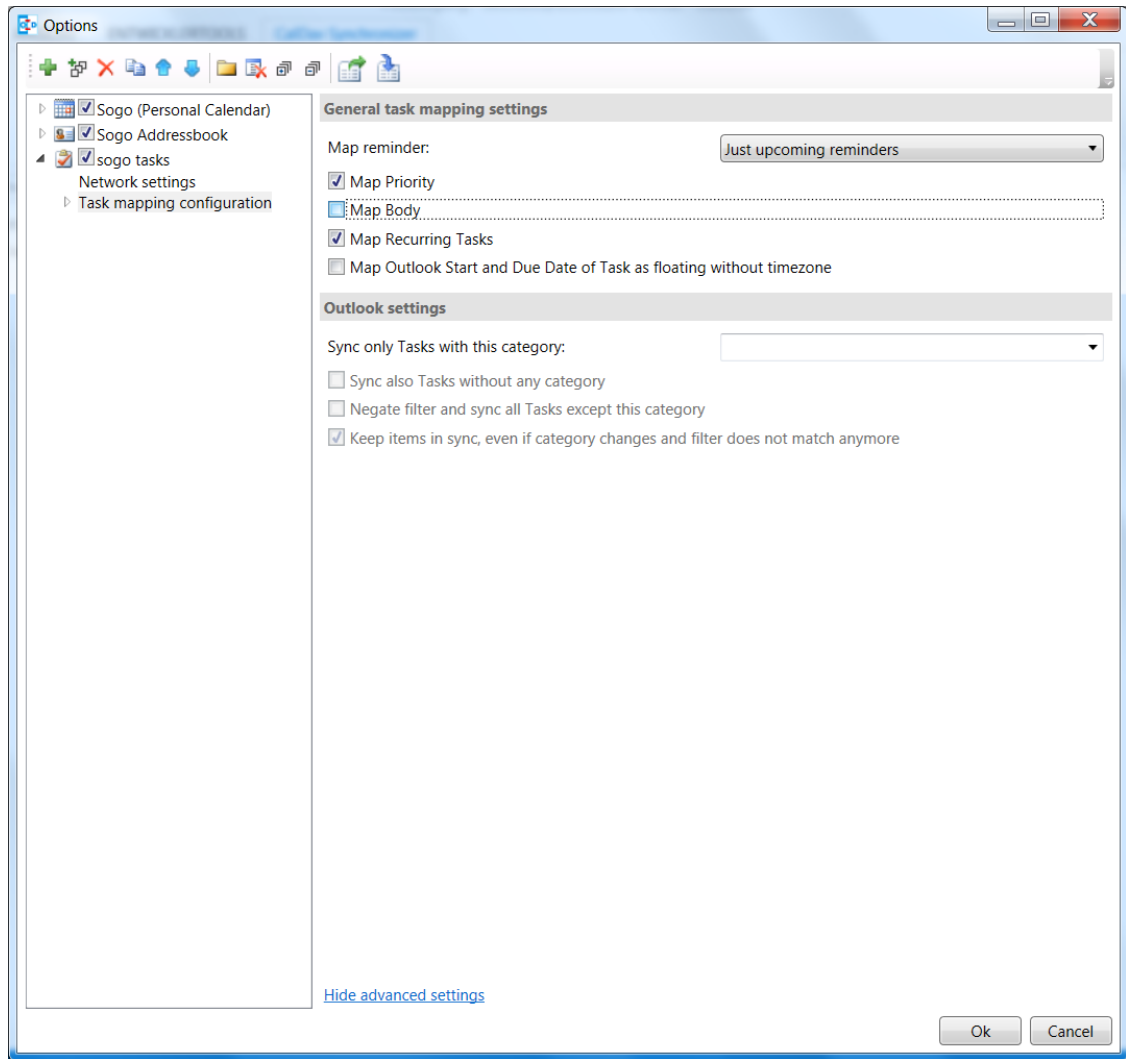 Options
CalDav Synchronizer
Sogo (Personal Calendar)
Sogo Addressbook
sogo tasks
Network settings
Task mapping configuration
General task mapping settings
Map reminder: Just upcoming reminders
Map Priority
Map Body
Map Recurring Tasks
Map Outlook Start and Due Date of Task as floating without timezone
Outlook settings
Sync only Tasks with this category:
Sync also Tasks without any category
Negate filter and sync all Tasks except this category
Keep items in sync, even if category changes and filter does not match anymore
Hide advanced settings
Ok Cancel